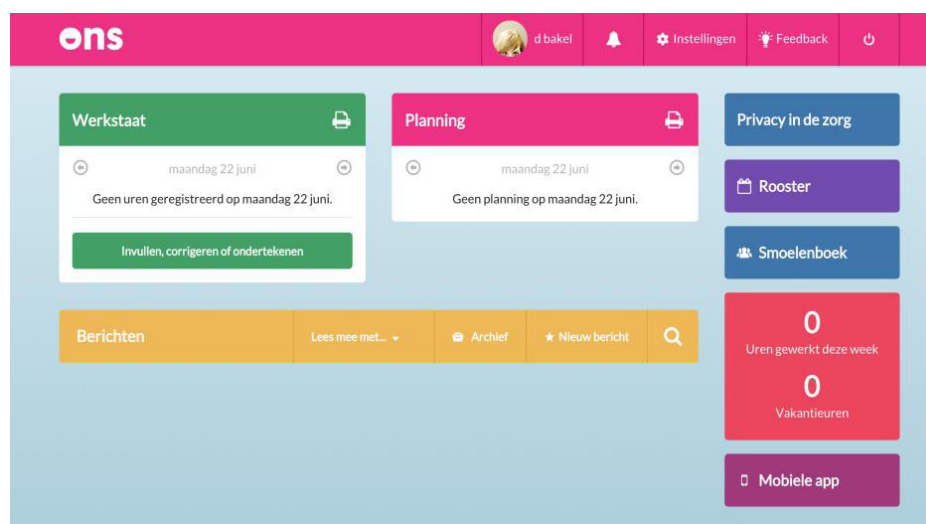 ons
d bakel
Instellingen
Feedback
Werkstaat
maandag 22 juni
Geen uren geregistreerd op maandag 22 juni.
Invullen, corrigeren of ondertekenen
Planning
maandag 22 juni
Geen planning op maandag 22 juni.
Berichten
Lees mee met...
Archief
Nieuw bericht
Privacy in de zorg
Rooster
Smoelenboek
0
Uren gewerkt deze week
0
Vakantieuren
Mobiele app